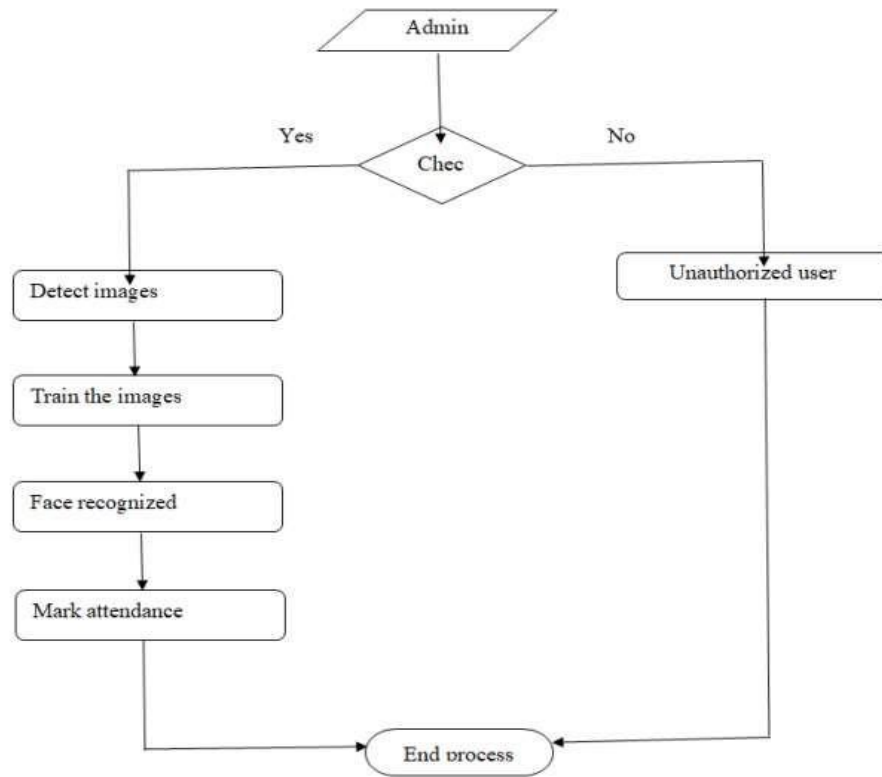 Admin
Yes
No
Chec
Detect images
Unauthorized user
Train the images
Face recognized
Mark attendance
End process